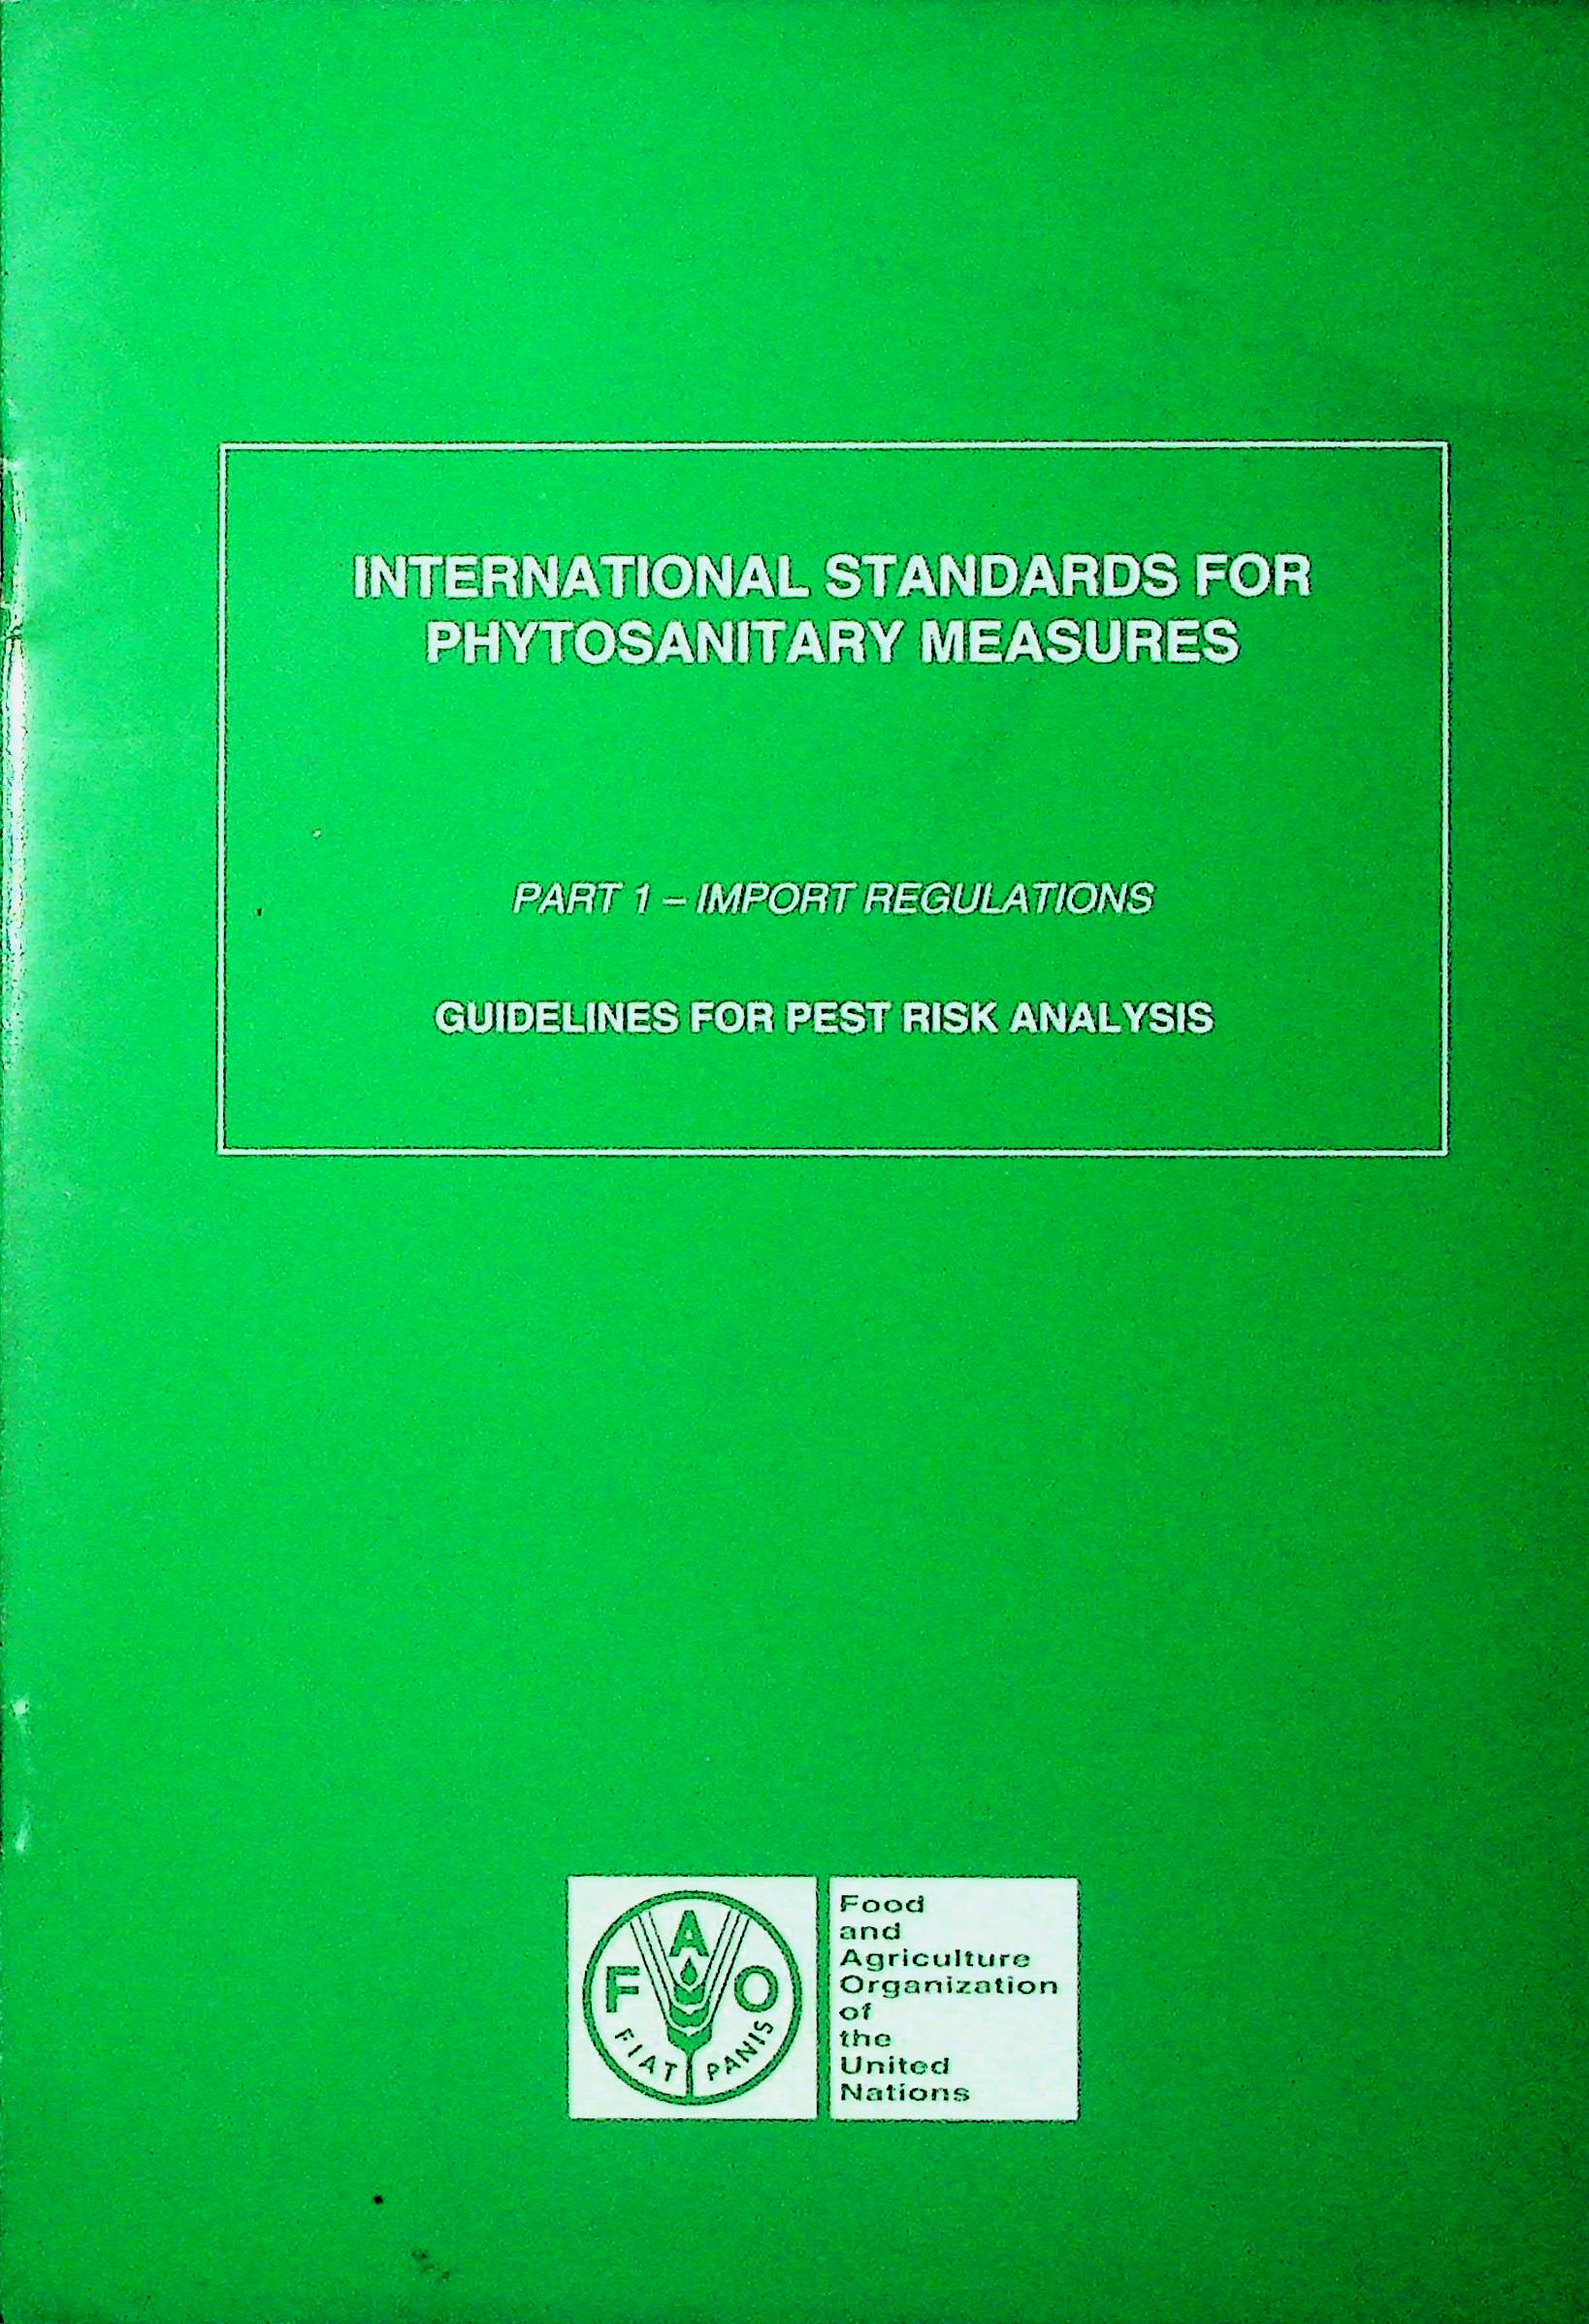 INTERNATIONAL STANDARDS FOR
PHYTOSANITARY MEASURES
PART 1 – IMPORT REGULATIONS
GUIDELINES FOR PEST RISK ANALYSIS
F A O
FIAT PANIS
Food
and
Agriculture
Organization
of
the
United
Nations